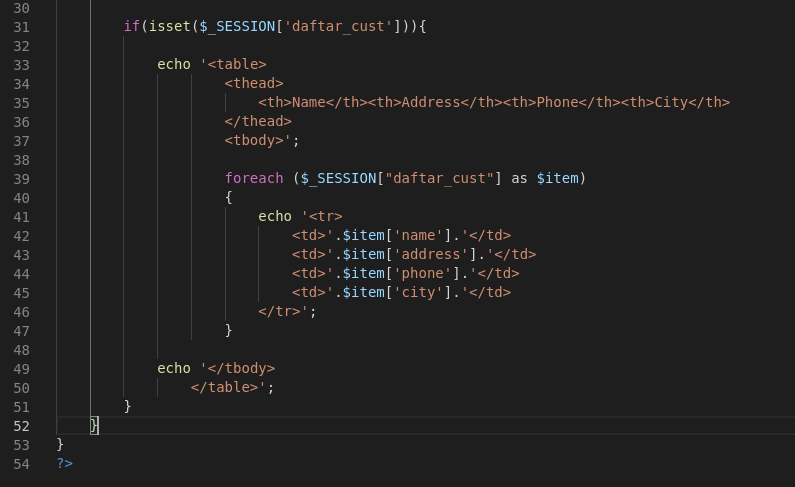 30
31 if(isset($_SESSION['daftar_cust'])){
32
33 echo '<table>
34 <thead>
35 <th>Name</th><th>Address</th><th>Phone</th><th>City</th>
36 </thead>
37 <tbody>';
38
39 foreach ($_SESSION["daftar_cust"] as $item)
40 {
41 echo '<tr>
42 <td>'.$item['name'].'</td>
43 <td>'.$item['address'].'</td>
44 <td>'.$item['phone'].'</td>
45 <td>'.$item['city'].'</td>
46 </tr>';
47 }
48
49 echo '</tbody>
50 </table>';
51 }
52 }
53 }
54 ?>